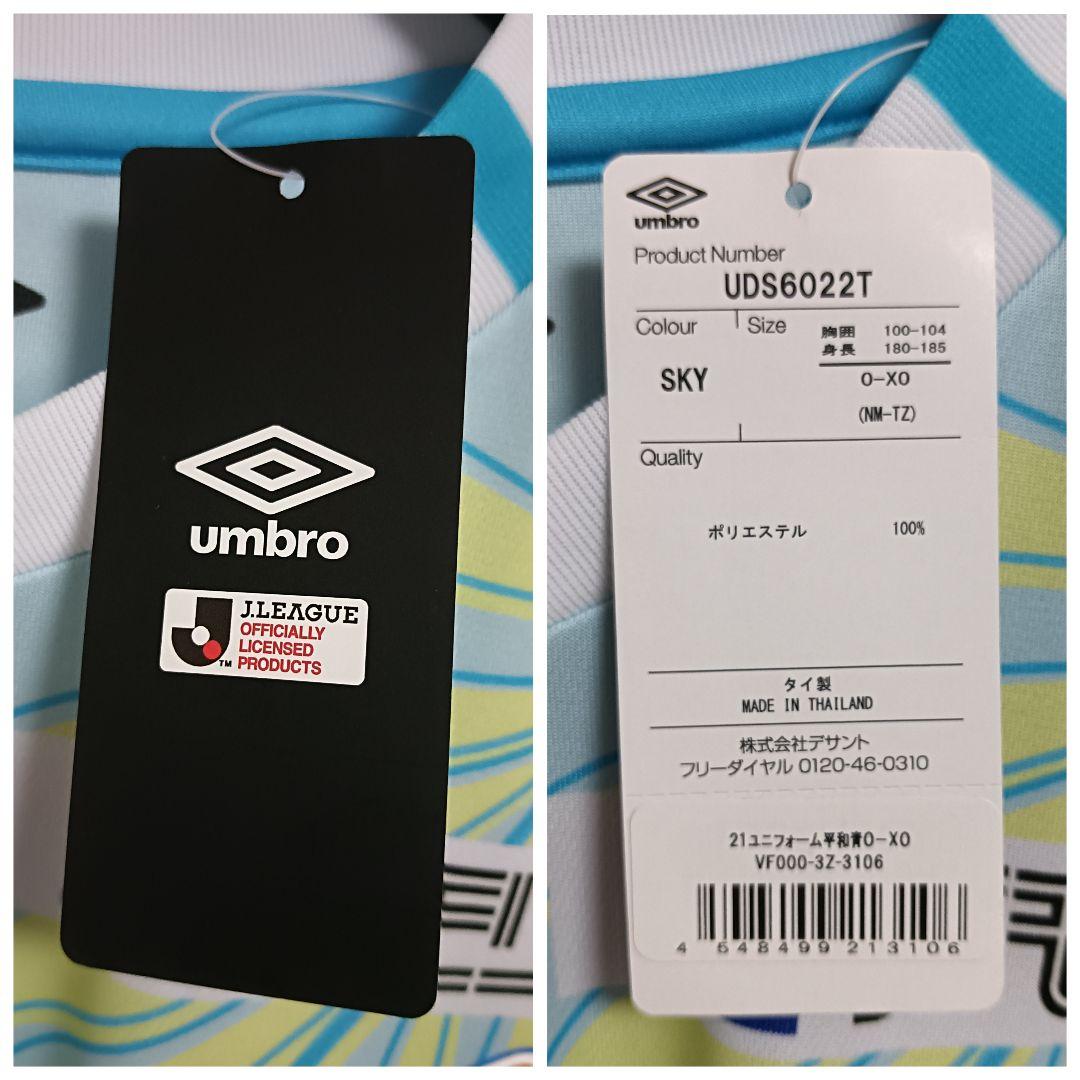 umbro
J.LEAGUE
OFFICIALLY
LICENSED
TM PRODUCTS
umbro
Product Number
UDS6022T
Colour Size 胸囲 100-104
身長 180-185
SKY O-XO
(NM-TZ)
Quality
ポリエステル 100%
タイ製
MADE IN THAILAND
株式会社デサント
フリーダイヤル 0120-46-0310
21ユニフォーム平和青O-XO
VF000-3Z-3106
4 548499 213106